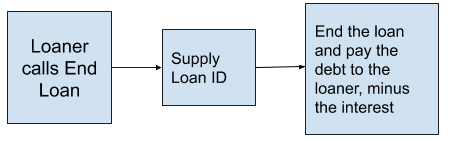 Loaner
calls End
Loan
Supply
Loan ID
End the loan
and pay the
debt to the
loaner, minus
the interest